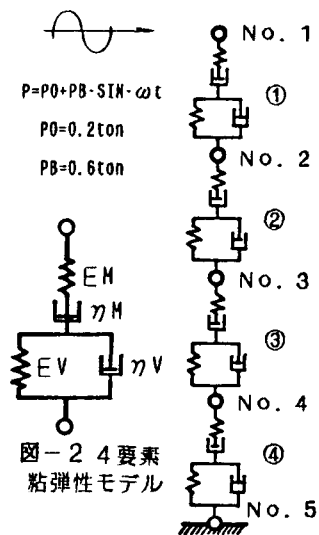 P=P0+PB·SIN·ωt
P0=0.2ton
PB=0.6ton
EM
ηM
EV
ηV
図-2 4要素
粘弾性モデル
No. 1
①
No. 2
②
No. 3
③
No. 4
④
No. 5